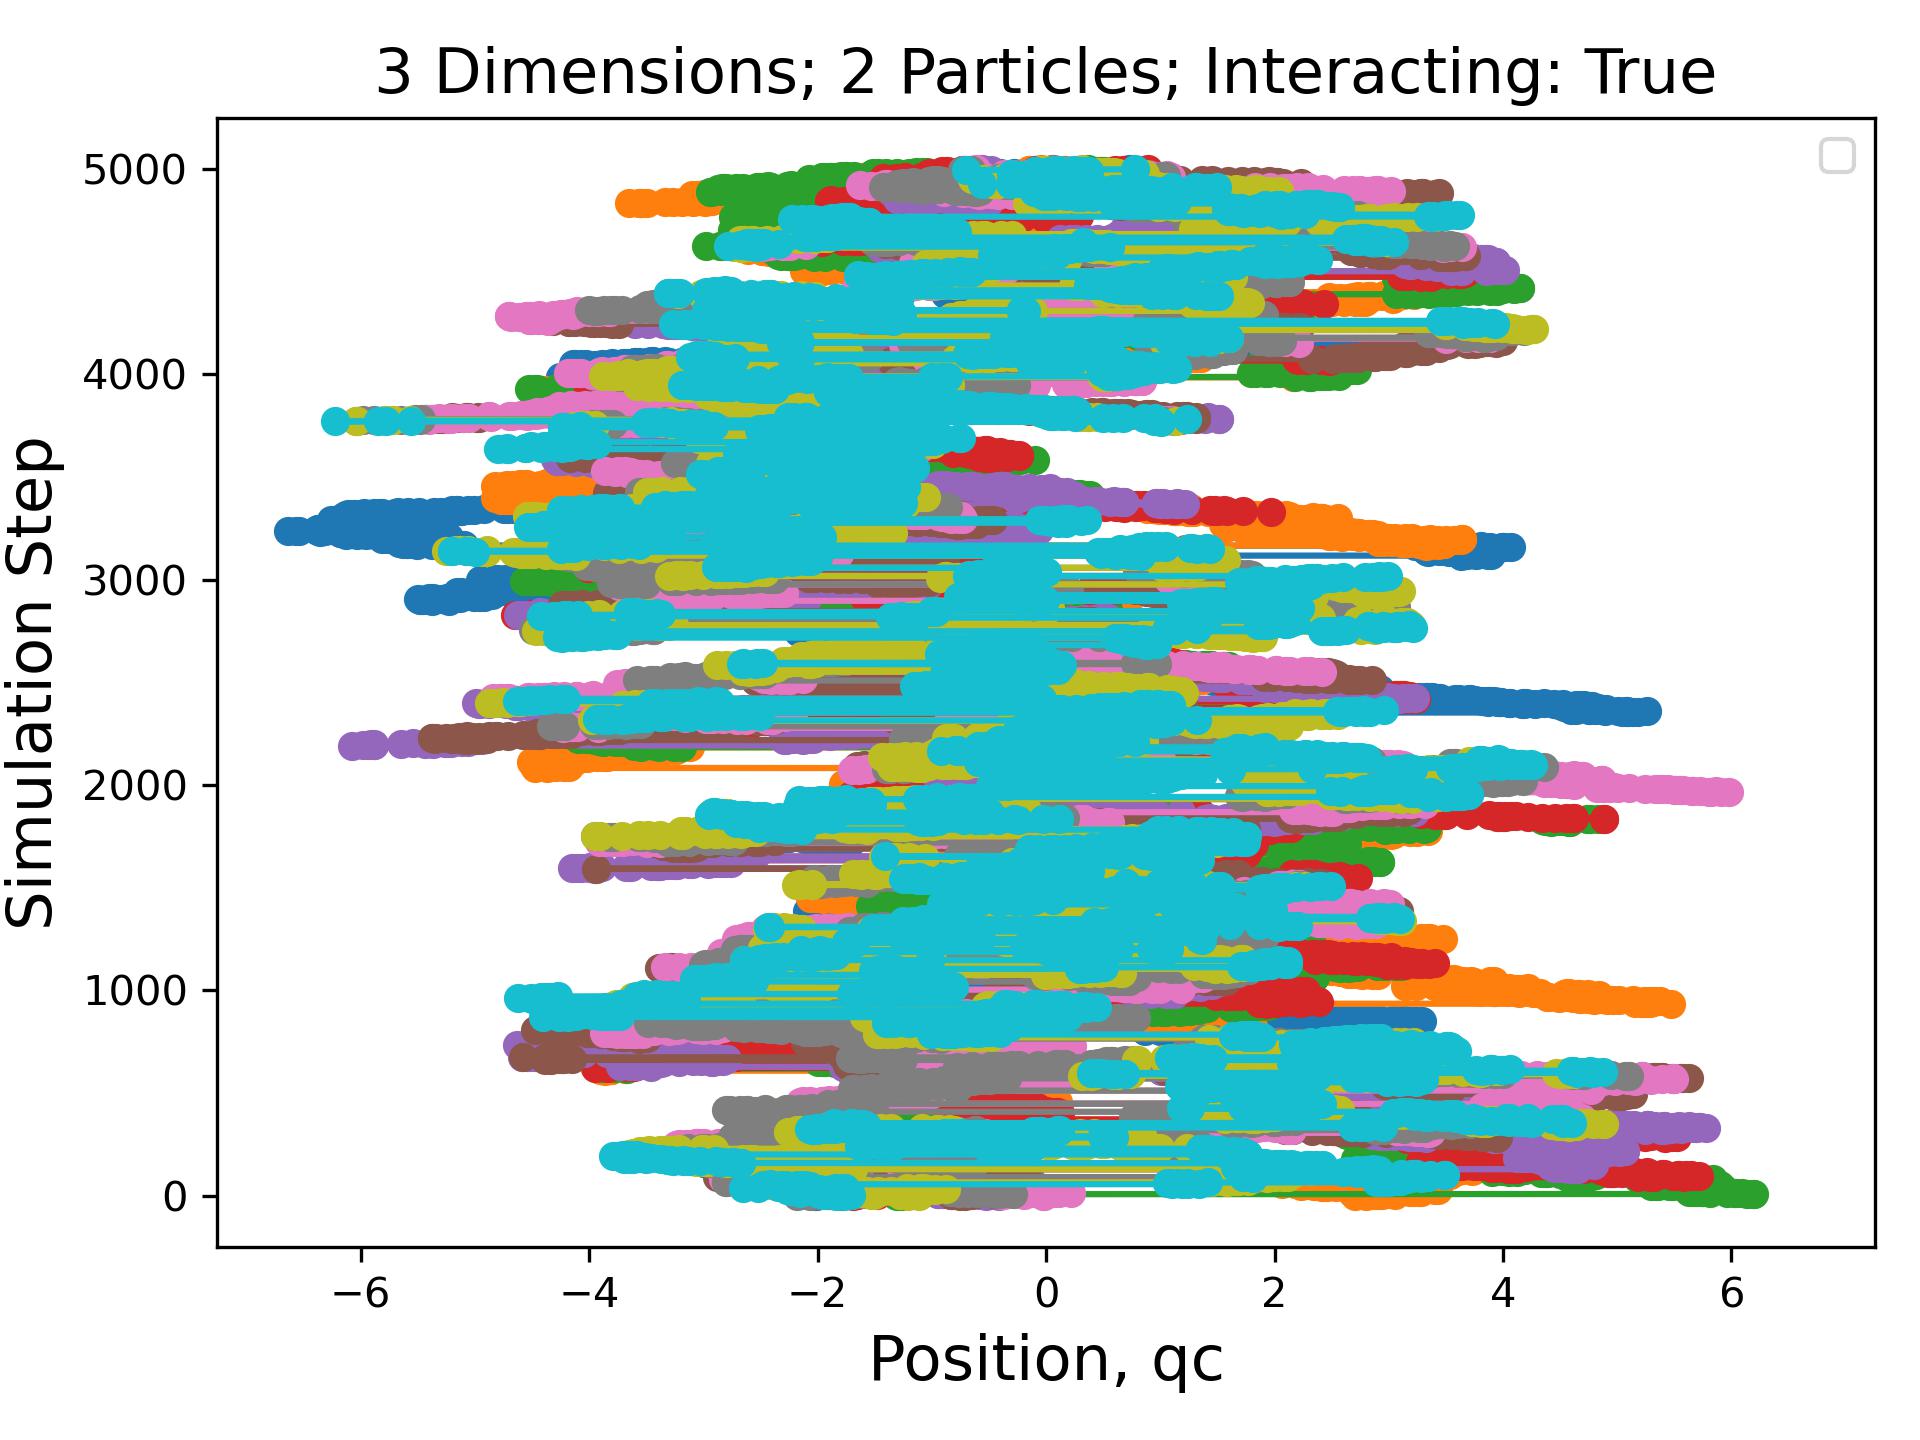 3 Dimensions; 2 Particles; Interacting: True
5000
4000
3000
2000
1000
0
Simulation Step
−6 −4 −2 0 2 4 6
Position, qc